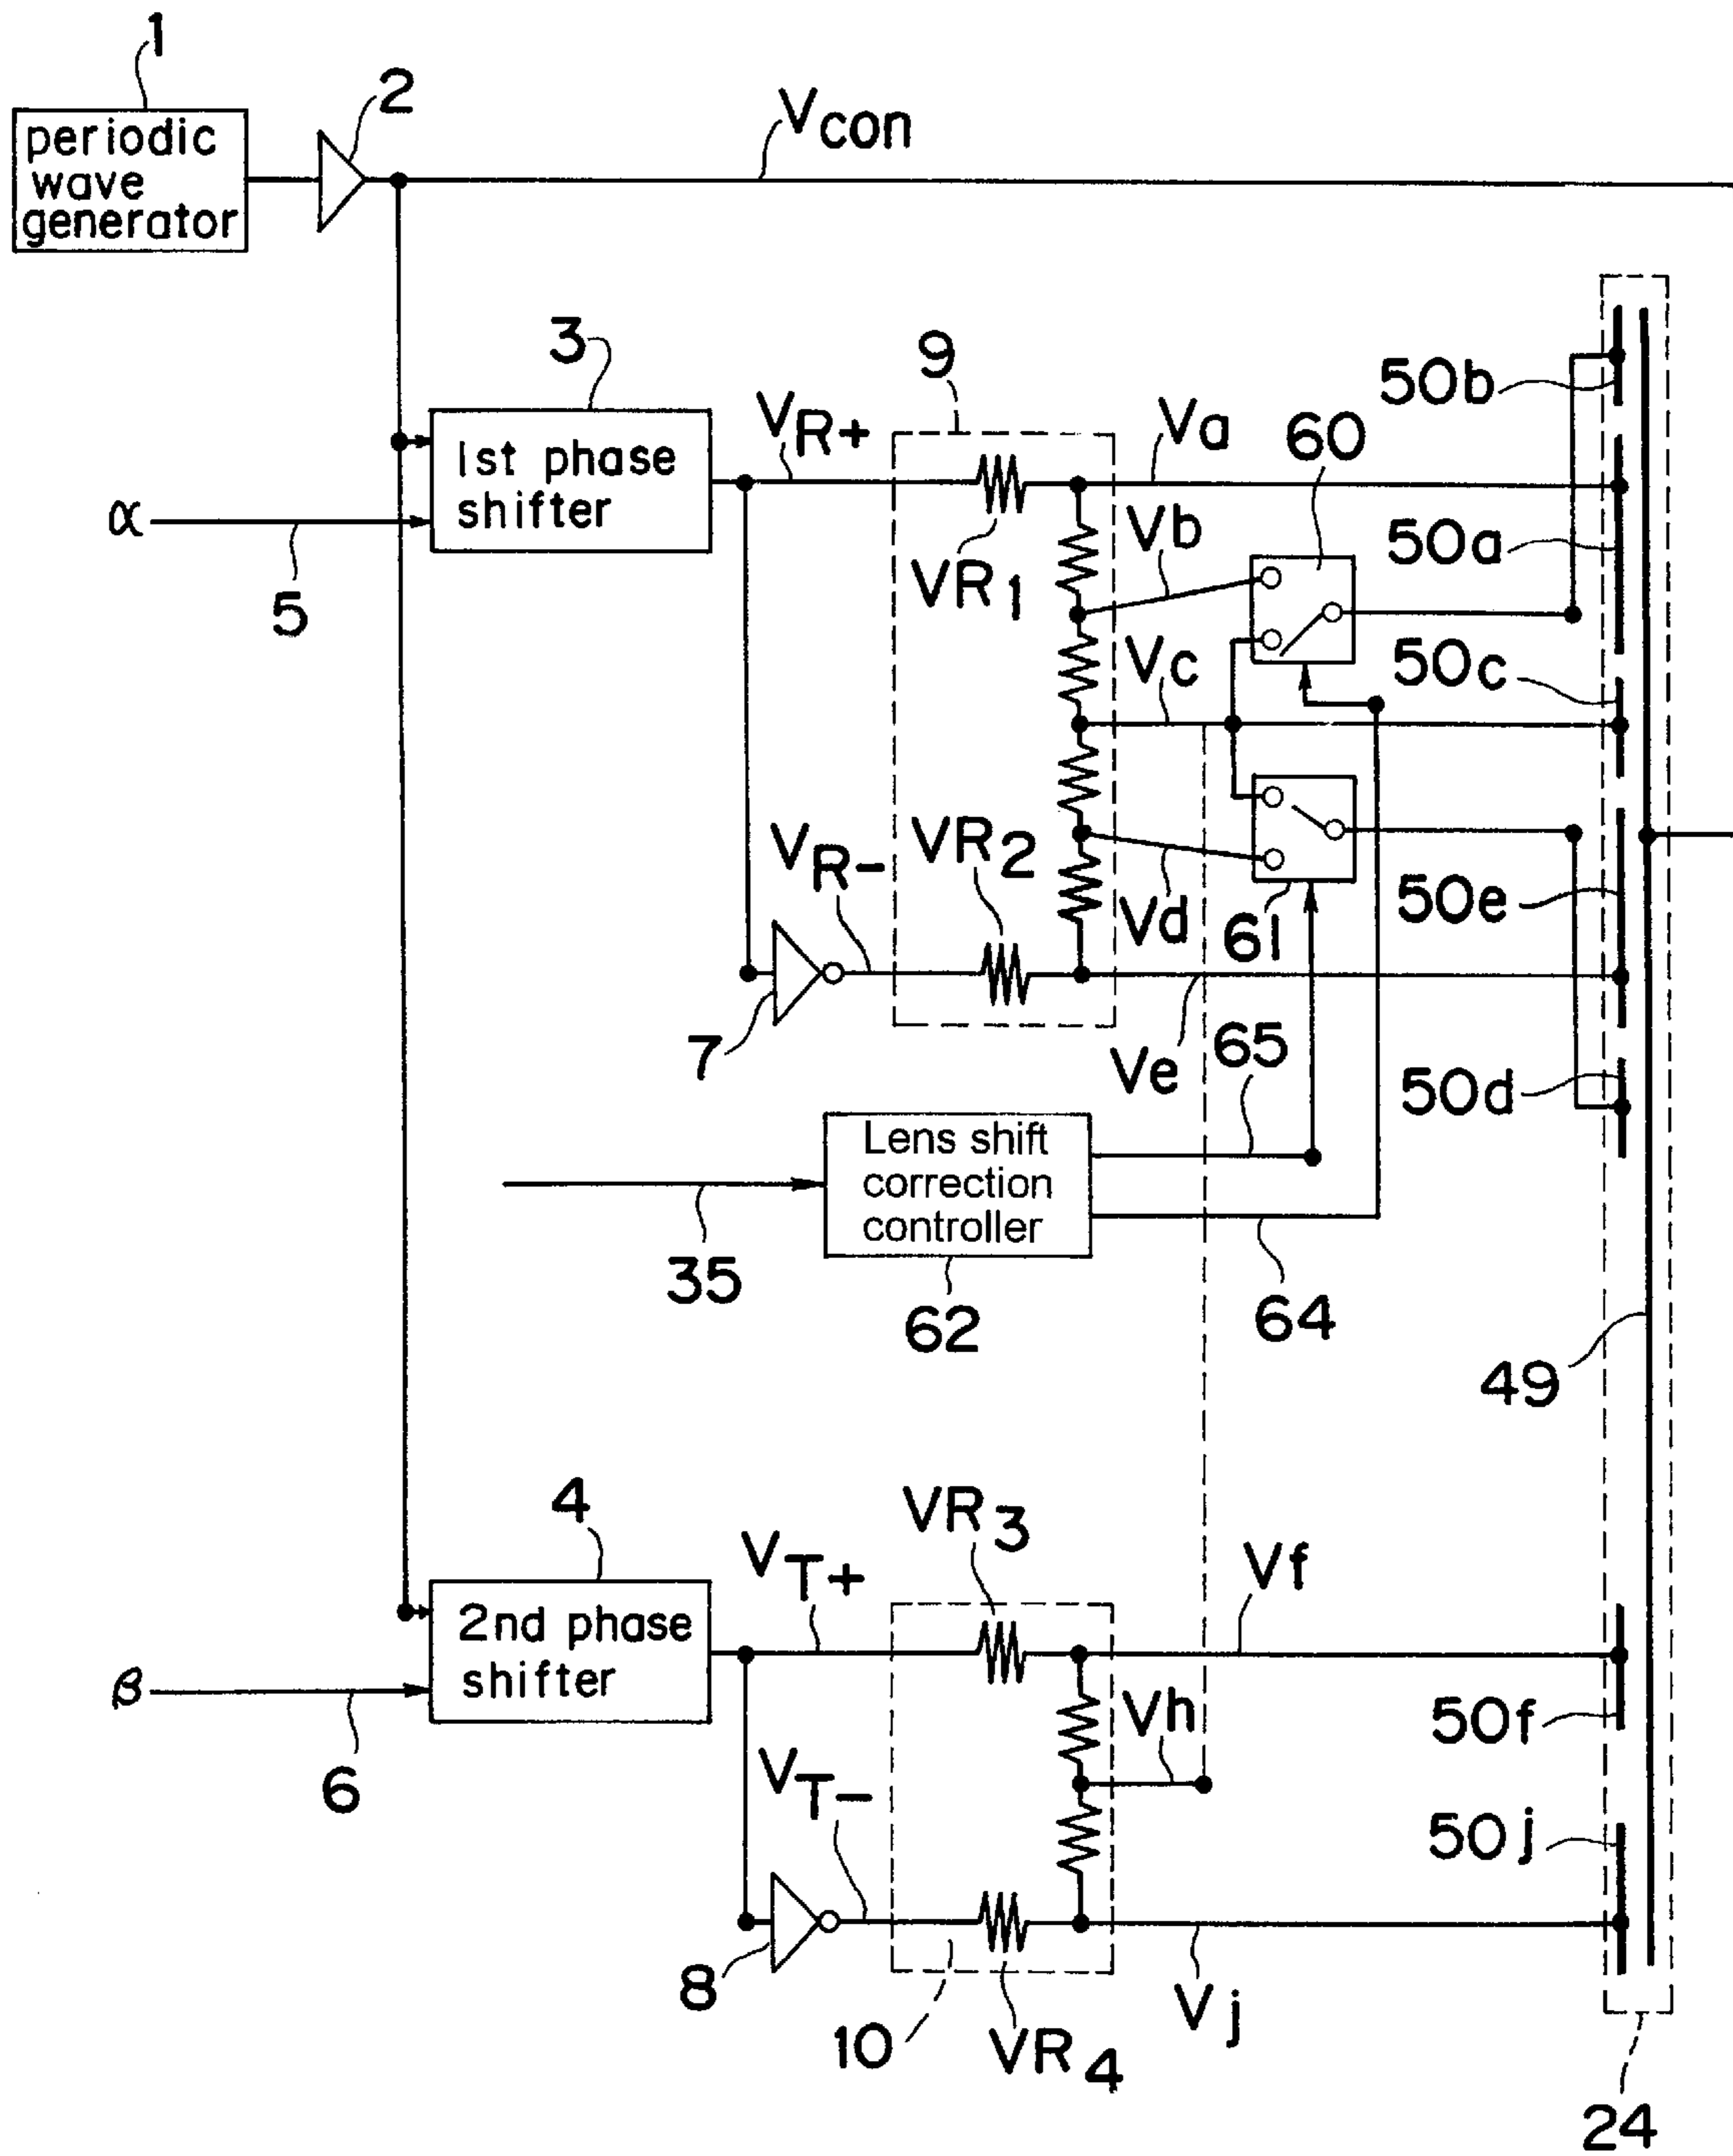 1
2
Vcon
periodic
wave
generator
3
9
50b
VR+
Va
60
1st phase
shifter
α
5
VR1
Vb
50a
Vc
50c
VR-
VR2
Vd
61
50e
7
Ve
65
50d
Lens shift
correction
controller
35
62
64
49
4
VR3
VT+
Vf
2nd phase
shifter
β
6
Vh
50f
VT-
50j
8
10
VR4
Vj
24